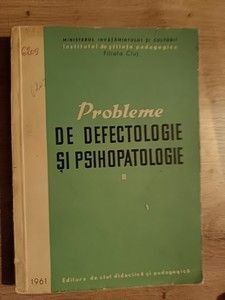 MINISTERUL INVĂȚĂMÎNTULUI ȘI CULTURII
Institutul de științe pedagogice
Filiala Cluj
Probleme
DE DEFECTOLOGIE
ȘI PSIHOPATOLOGIE
II
1961
Editura de stat didactică și pedagogică